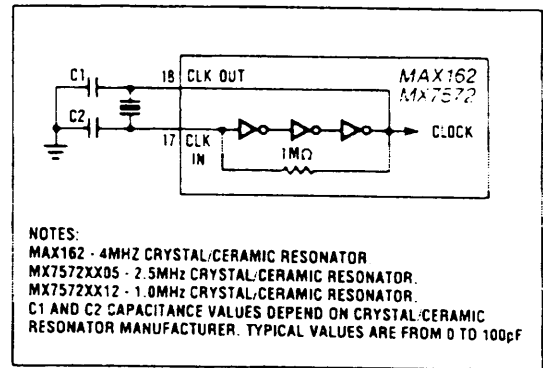 C1
18 CLK OUT
MAX162
MX7572
C2
CLOCK
17 CLK
IN
1MΩ
NOTES:
MAX162 - 4MHZ CRYSTAL/CERAMIC RESONATOR
MX7572XX05 - 2.5MHz CRYSTAL/CERAMIC RESONATOR.
MX7572XX12 - 1.0MHz CRYSTAL/CERAMIC RESONATOR.
C1 AND C2 CAPACITANCE VALUES DEPEND ON CRYSTAL/CERAMIC
RESONATOR MANUFACTURER. TYPICAL VALUES ARE FROM 0 TO 100pF